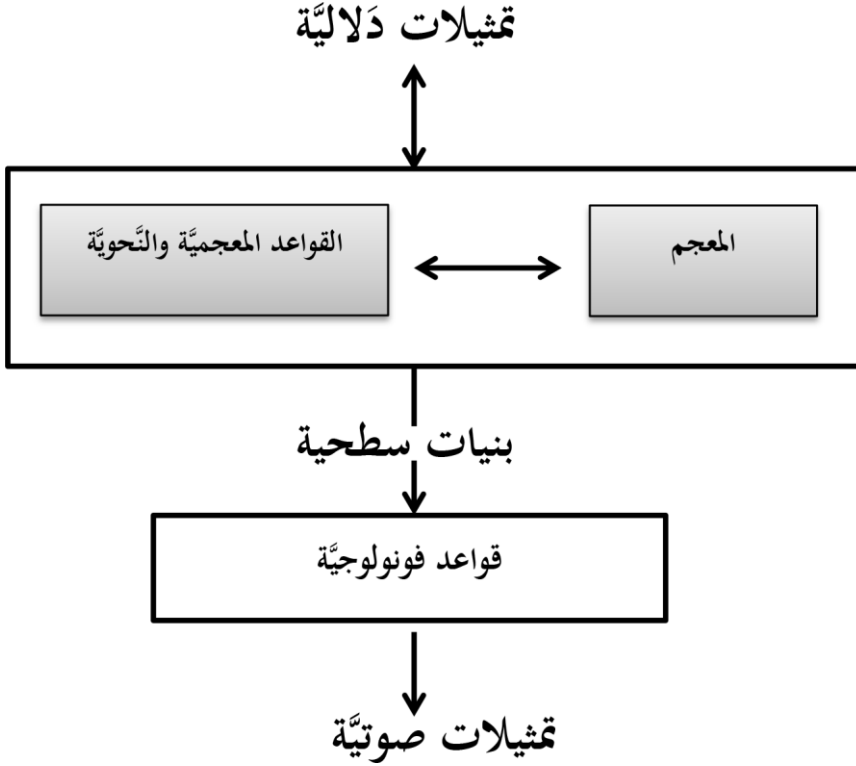 تمثيلات دَلاليَّة
المعجم
القواعد المعجميَّة والنَّحويَّة
بنيات سطحية
قواعد فونولوجيَّة
تمثيلات صوتيَّة